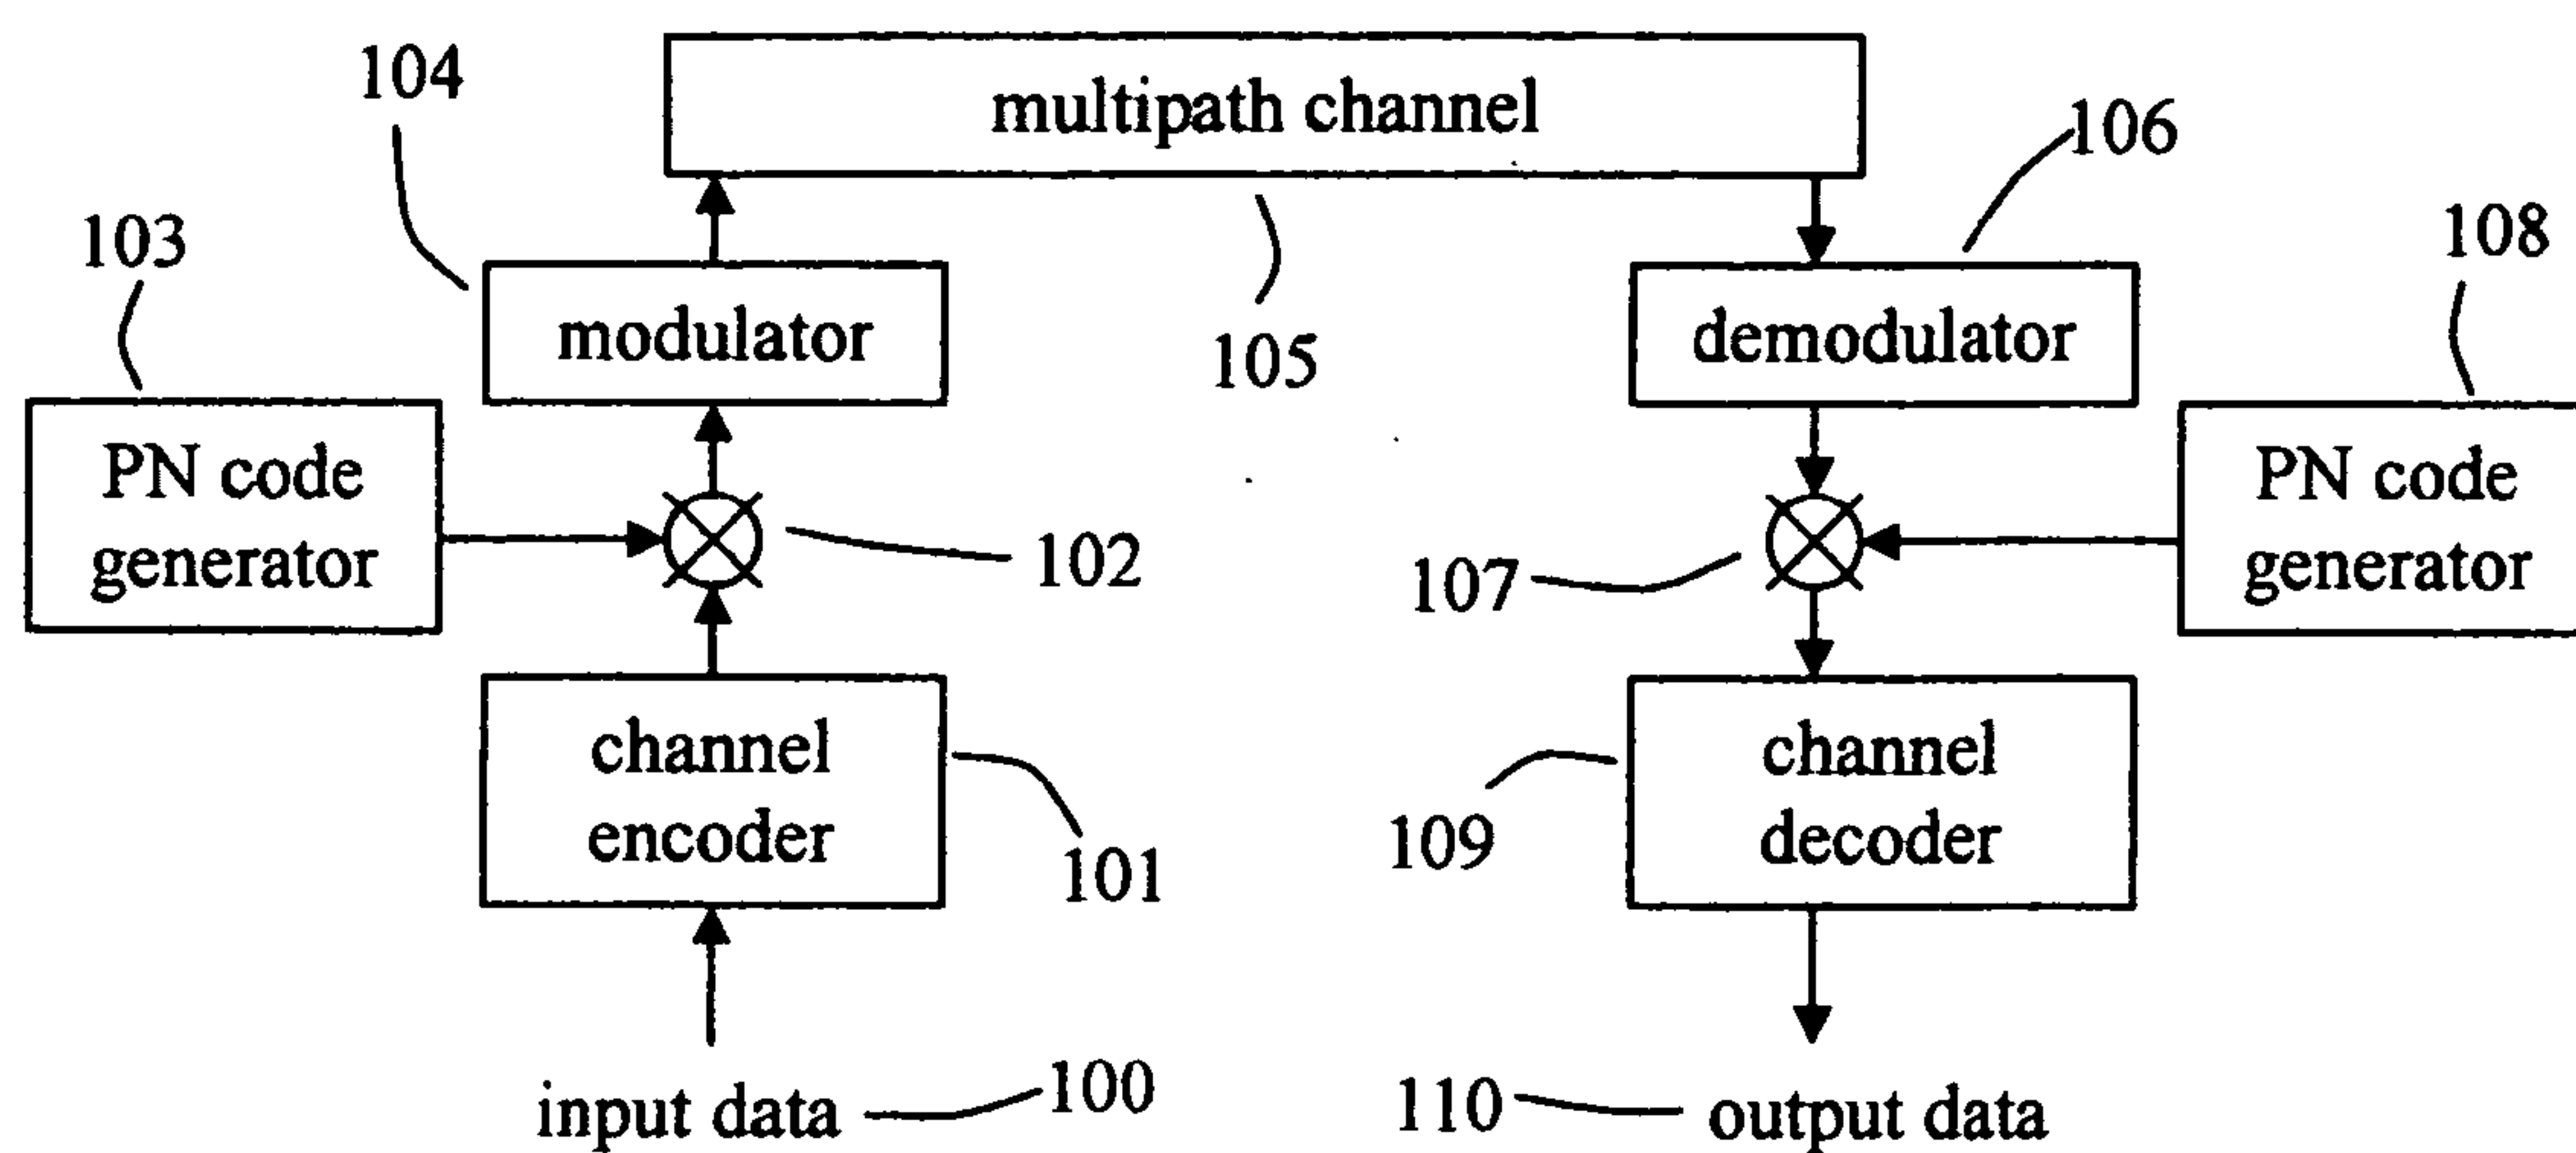 104
multipath channel
106
103
108
modulator
105
demodulator
PN code
generator
102
107
PN code
generator
channel
encoder
101
109
channel
decoder
input data
100
110
output data